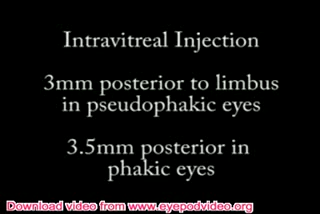 Intravitreal Injection
3mm posterior to limbus
in pseudophakic eyes
3.5mm posterior in
phakic eyes
Download video from www.eyepodvideo.org